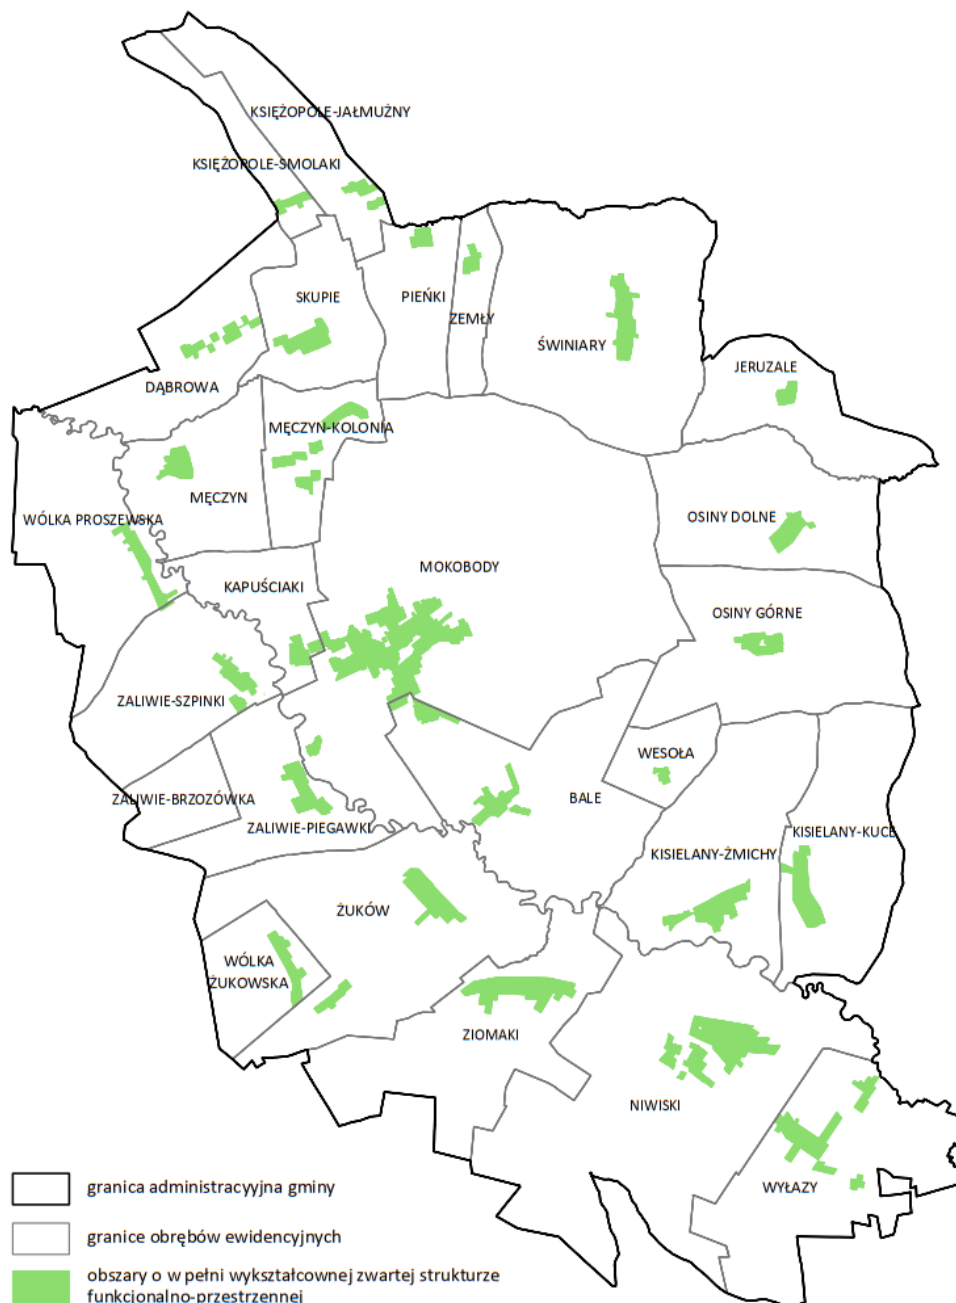 KSIĘŻOPOLE-JAŁMUŻNY
KSIĘŻOPOLE-SMOLAKI
SKUPIE
PIEŃKI
ZEMŁY
ŚWINIARY
JERUZALE
DĄBROWA
MĘCZYN-KOLONIA
MĘCZYN
WÓLKA PROSZEWSKA
OSINY DOLNE
MOKOBODY
KAPUŚCIAKI
OSINY GÓRNE
ZALIWIE-SZPINKI
WESOŁA
ZALIWIE-BRZOZÓWKA
BALE
ZALIWIE-PIEGAWKI
KISIELANY-KUCE
KISIELANY-ŻMICHY
ŻUKÓW
WÓLKA
ŻUKOWSKA
ZIOMAKI
NIWISKI
WYŁAZY
granica administracyyjna gminy
granice obrębów ewidencyjnych
obszary o w pełni wykształcownej zwartej strukturze
funkcjonalno-przestrzennej